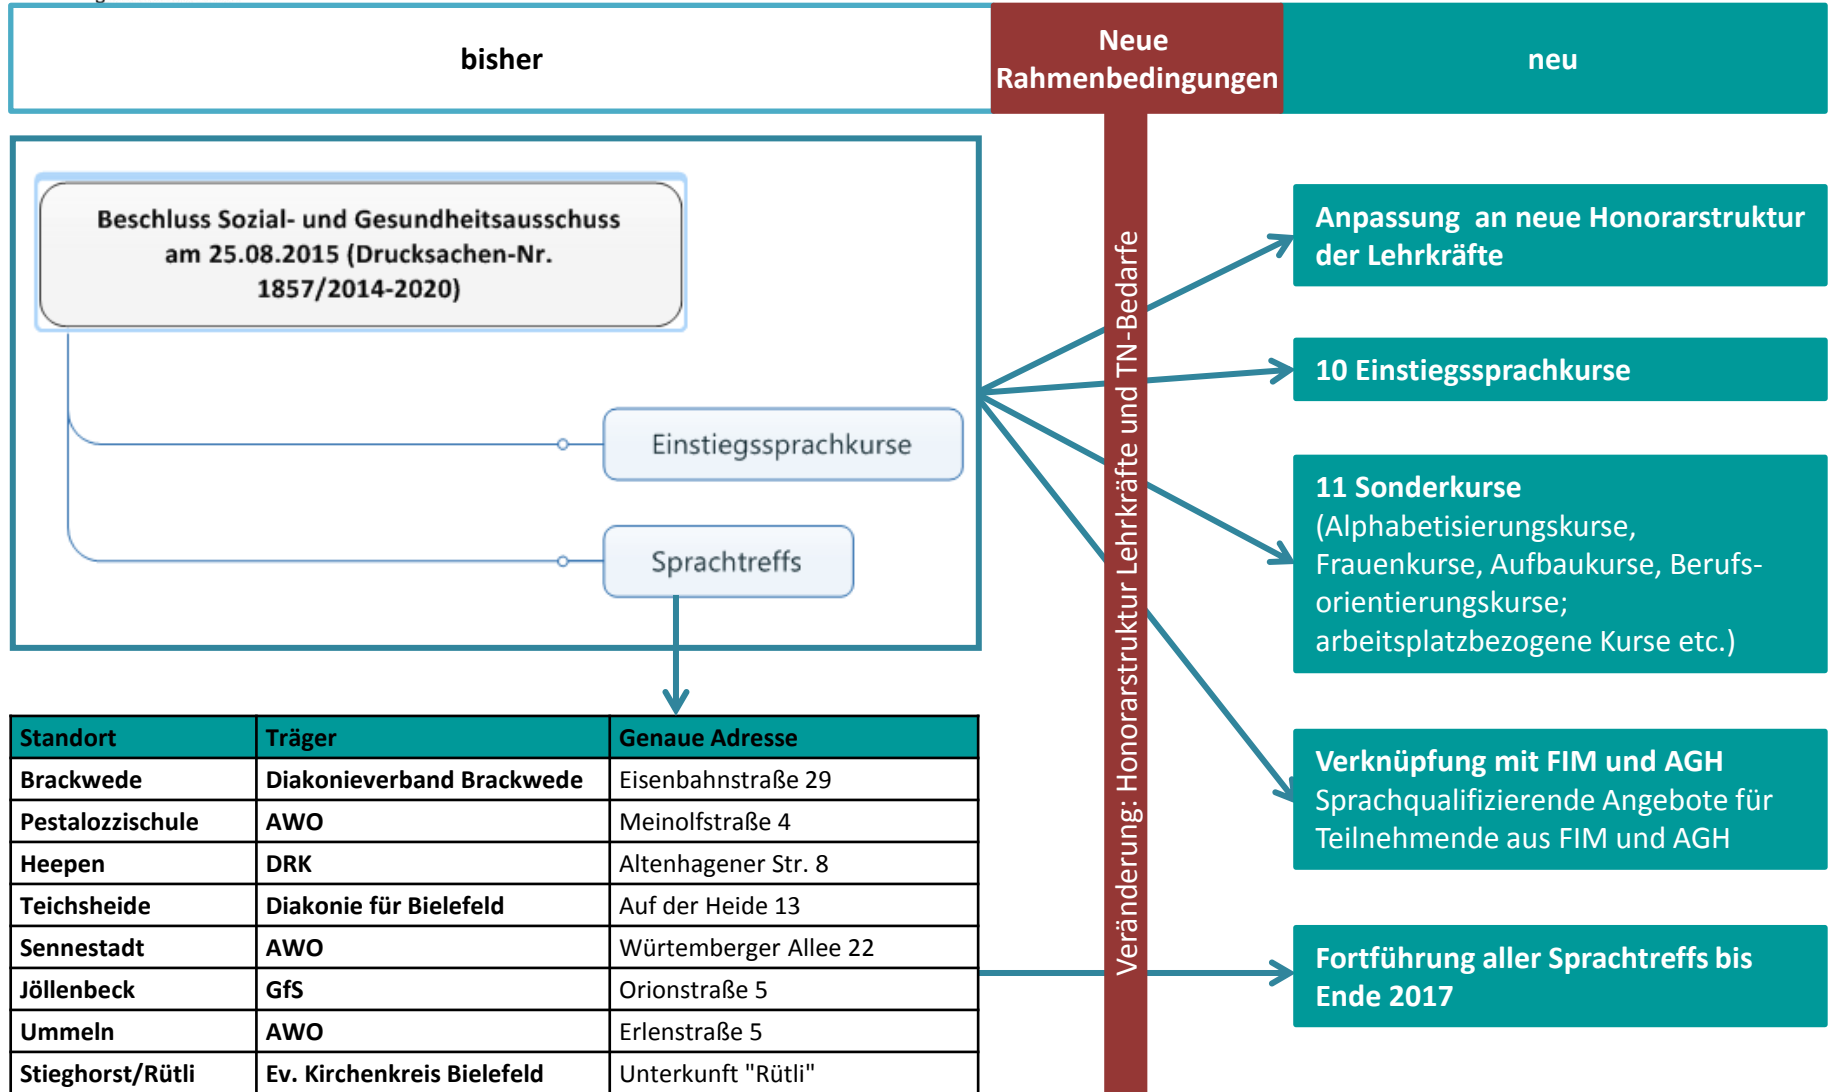 bisher
Neue
Rahmenbedingungen
neu
Beschluss Sozial- und Gesundheitsausschuss
am 25.08.2015 (Drucksachen-Nr.
1857/2014-2020)
Einstiegssprachkurse
Sprachtreffs
Veränderung: Honorarstruktur Lehrkräfte und TN-Bedarfe
Anpassung an neue Honorarstruktur
der Lehrkräfte
10 Einstiegssprachkurse
11 Sonderkurse
(Alphabetisierungskurse,
Frauenkurse, Aufbaukurse, Berufs-
orientierungskurse;
arbeitsplatzbezogene Kurse etc.)
Verknüpfung mit FIM und AGH
Sprachqualifizierende Angebote für
Teilnehmende aus FIM und AGH
Fortführung aller Sprachtreffs bis
Ende 2017
Standort Träger Genaue Adresse
Brackwede Diakonieverband Brackwede Eisenbahnstraße 29
Pestalozzischule AWO Meinolfstraße 4
Heepen DRK Altenhagener Str. 8
Teichsheide Diakonie für Bielefeld Auf der Heide 13
Sennestadt AWO Würtemberger Allee 22
Jöllenbeck GfS Orionstraße 5
Ummeln AWO Erlenstraße 5
Stieghorst/Rütli Ev. Kirchenkreis Bielefeld Unterkunft "Rütli"